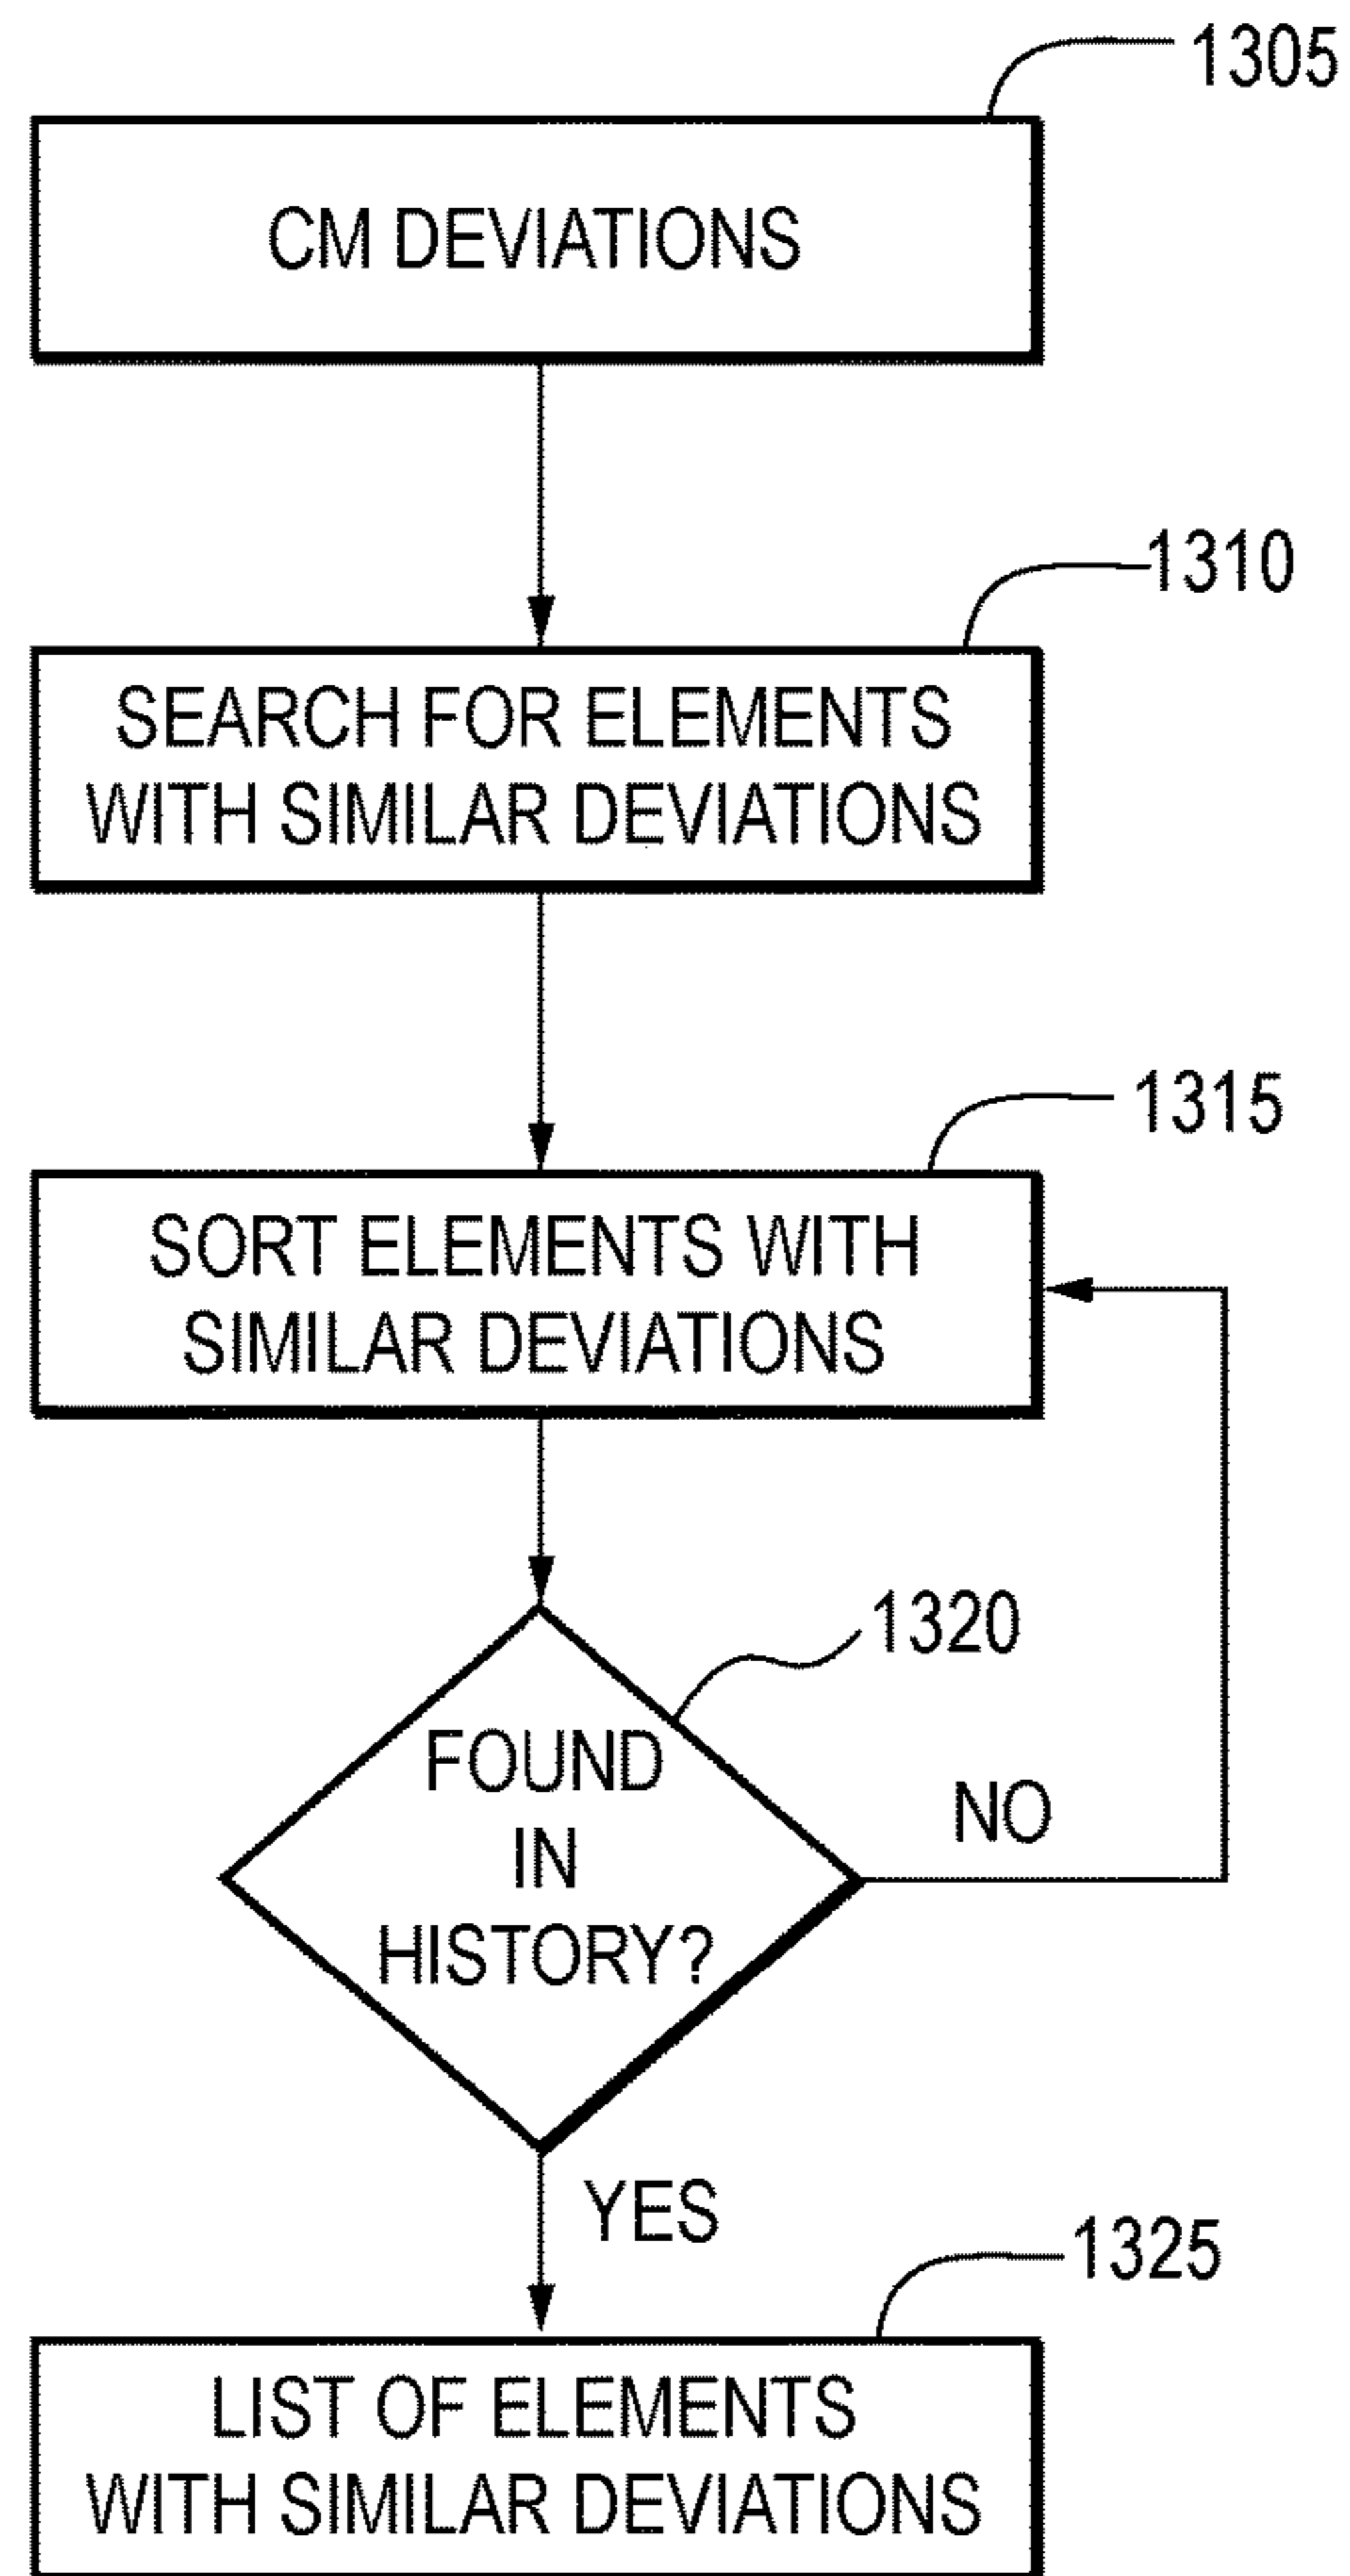 1305
CM DEVIATIONS
1310
SEARCH FOR ELEMENTS
WITH SIMILAR DEVIATIONS
1315
SORT ELEMENTS WITH
SIMILAR DEVIATIONS
1320
FOUND
IN
HISTORY?
NO
YES
1325
LIST OF ELEMENTS
WITH SIMILAR DEVIATIONS